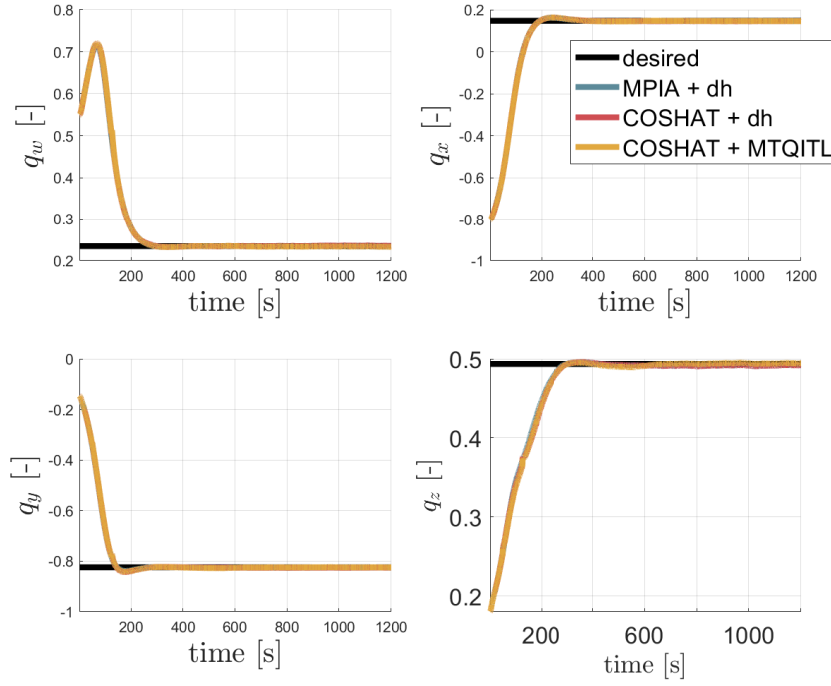 0.8
0.7
0.6
0.5
0.4
0.3
0.2
200 400 600 800 1000 1200
time [s]
q_w [-]
0.2
0
-0.2
-0.4
-0.6
-0.8
-1
200 400 600 800 1000 1200
time [s]
q_x [-]
desired
MPIA + dh
COSHAT + dh
COSHAT + MTQITL
0
-0.2
-0.4
-0.6
-0.8
-1
200 400 600 800 1000 1200
time [s]
q_y [-]
0.5
0.4
0.3
0.2
200 600 1000
time [s]
q_z [-]